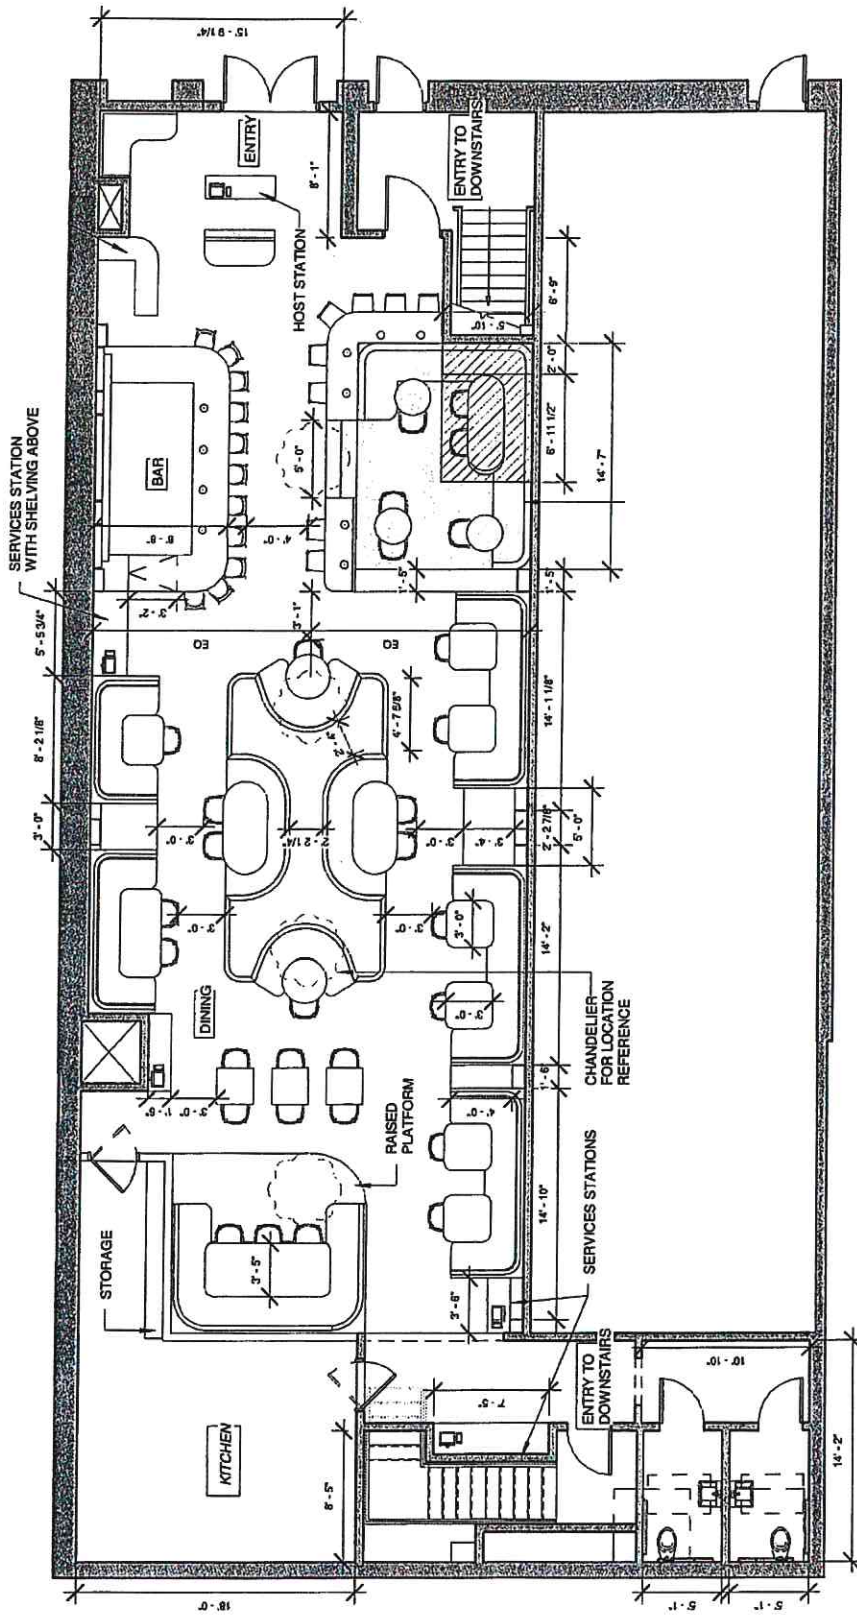 15' - 9 1/4"
ENTRY
8' - 1"
ENTRY TO
DOWNSTAIRS
HOST STATION
6' - 9"
5' - 10"
2' - 0"
SERVICES STATION
WITH SHELVING ABOVE
BAR
5' - 0"
6' - 11 1/2"
14' - 7"
8' - 8"
4' - 0"
1' - 5"
1' - 5"
5' - 5 3/4"
3' - 2"
3' - 1"
EQ
EQ
8' - 2 1/8"
4' - 7 5/8"
14' - 1 1/8"
3' - 0"
3' - 0"
2' - 2 1/4"
3' - 0"
3' - 4"
2' - 2 7/8"
5' - 0"
3' - 0"
3' - 0"
3' - 0"
14' - 2"
DINING
3' - 0"
CHANDELIER
FOR LOCATION
REFERENCE
1' - 6"
1' - 6"
3' - 0"
4' - 0"
RAISED
PLATFORM
STORAGE
3' - 5"
14' - 10"
SERVICES STATIONS
3' - 6"
KITCHEN
8' - 5"
7' - 5"
ENTRY TO
DOWNSTAIRS
10' - 10"
14' - 2"
18' - 0"
5' - 1"
5' - 1"